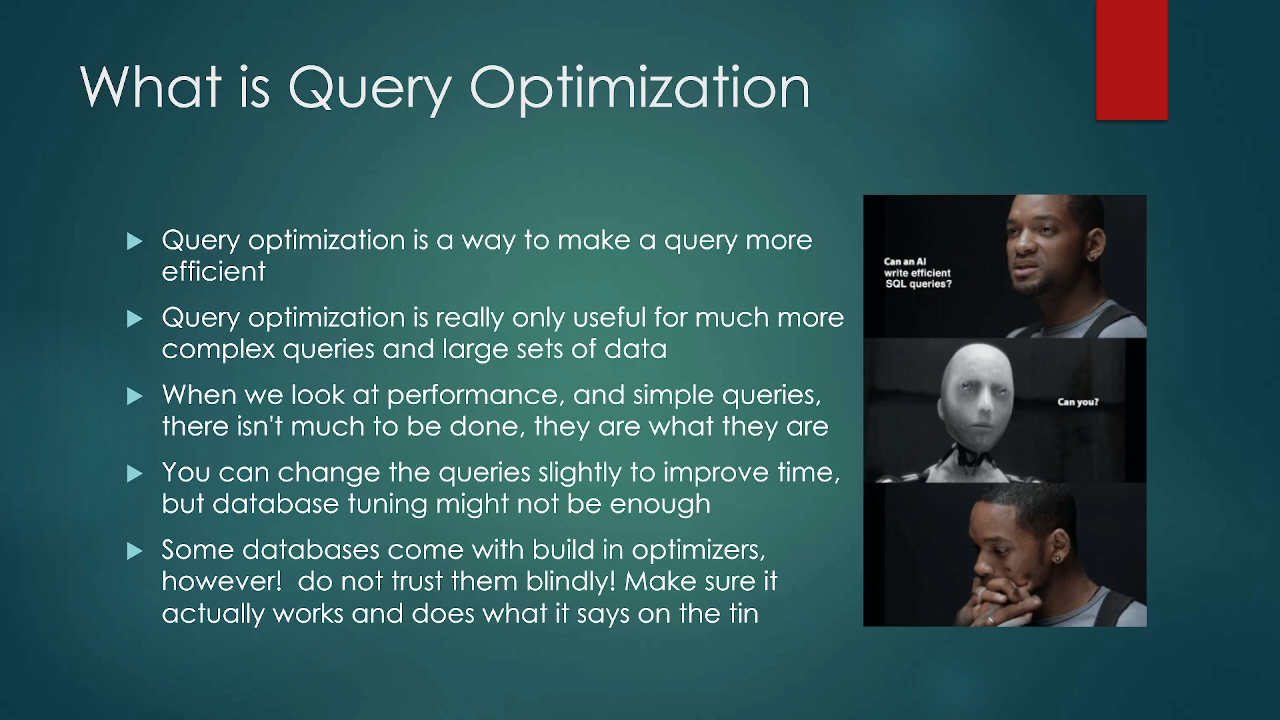 What is Query Optimization
Query optimization is a way to make a query more
efficient
Query optimization is really only useful for much more
complex queries and large sets of data
When we look at performance, and simple queries,
there isn't much to be done, they are what they are
You can change the queries slightly to improve time,
but database tuning might not be enough
Some databases come with build in optimizers,
however!  do not trust them blindly! Make sure it
actually works and does what it says on the tin
Can an AI
write efficient
SQL queries?
Can you?